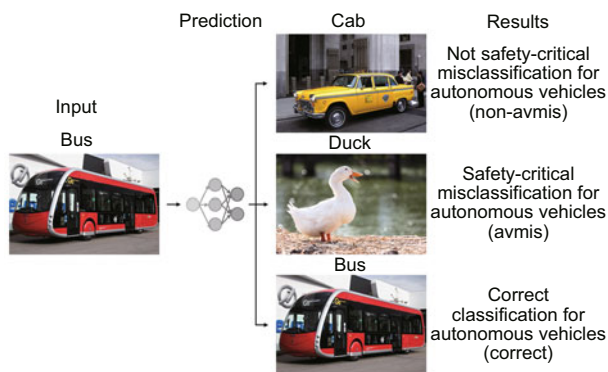 Prediction
Cab
Results
Not safety-critical
misclassification for
autonomous vehicles
(non-avmis)
Input
Bus
Duck
Safety-critical
misclassification for
autonomous vehicles
(avmis)
Bus
Correct
classification for
autonomous vehicles
(correct)